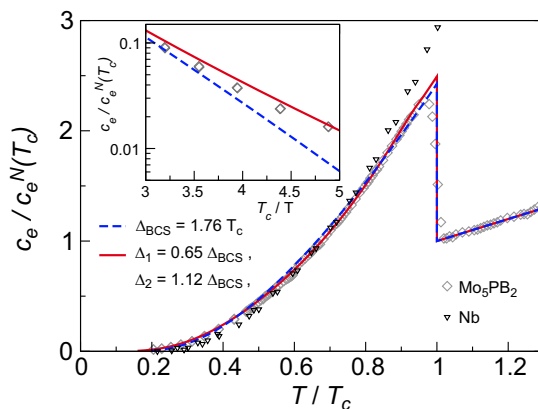 3
2
1
0
c_e / c_e^N(T_c)
0
0.2
0.4
0.6
0.8
1
1.2
T / T_c
0.1
0.01
c_e / c_e^N(T_c)
3
3.5
4
4.5
5
T_c / T
Δ_BCS = 1.76 T_c
Δ_1 = 0.65 Δ_BCS ,
Δ_2 = 1.12 Δ_BCS ,
Mo_5PB_2
Nb